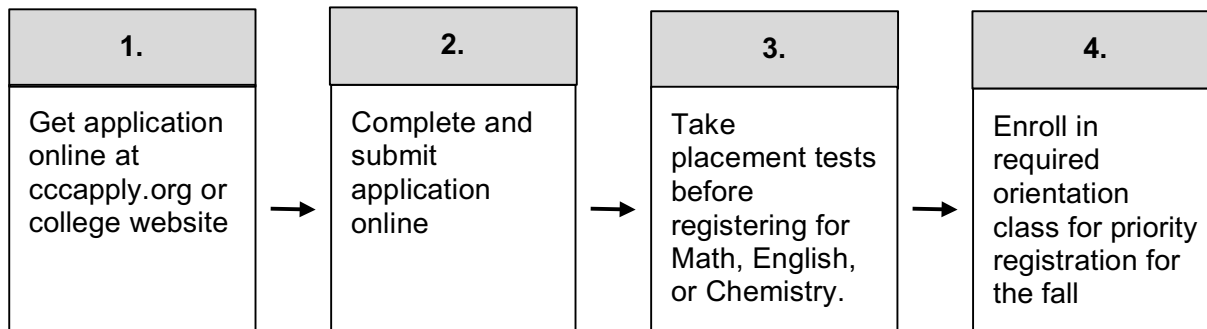 1.
Get application
online at
cccapply.org or
college website
2.
Complete and
submit
application
online
3.
Take
placement tests
before
registering for
Math, English,
or Chemistry.
4.
Enroll in
required
orientation
class for priority
registration for
the fall